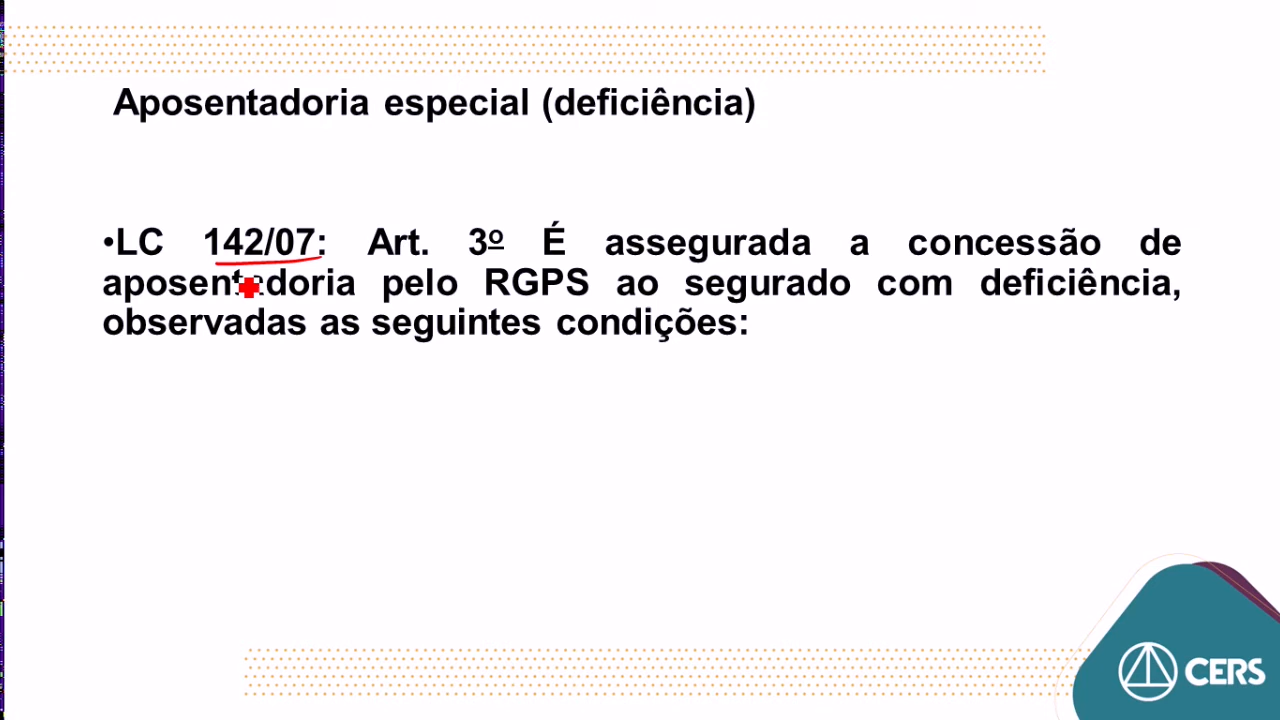 Aposentadoria especial (deficiência)
•LC 142/07: Art. 3º É assegurada a concessão de
aposentadoria pelo RGPS ao segurado com deficiência,
observadas as seguintes condições:
CERS